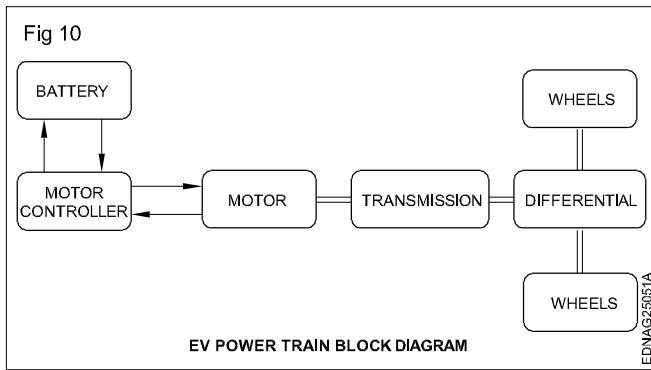 Fig 10
BATTERY
WHEELS
MOTOR
CONTROLLER
MOTOR
TRANSMISSION
DIFFERENTIAL
WHEELS
EV POWER TRAIN BLOCK DIAGRAM
EDNAG25051A